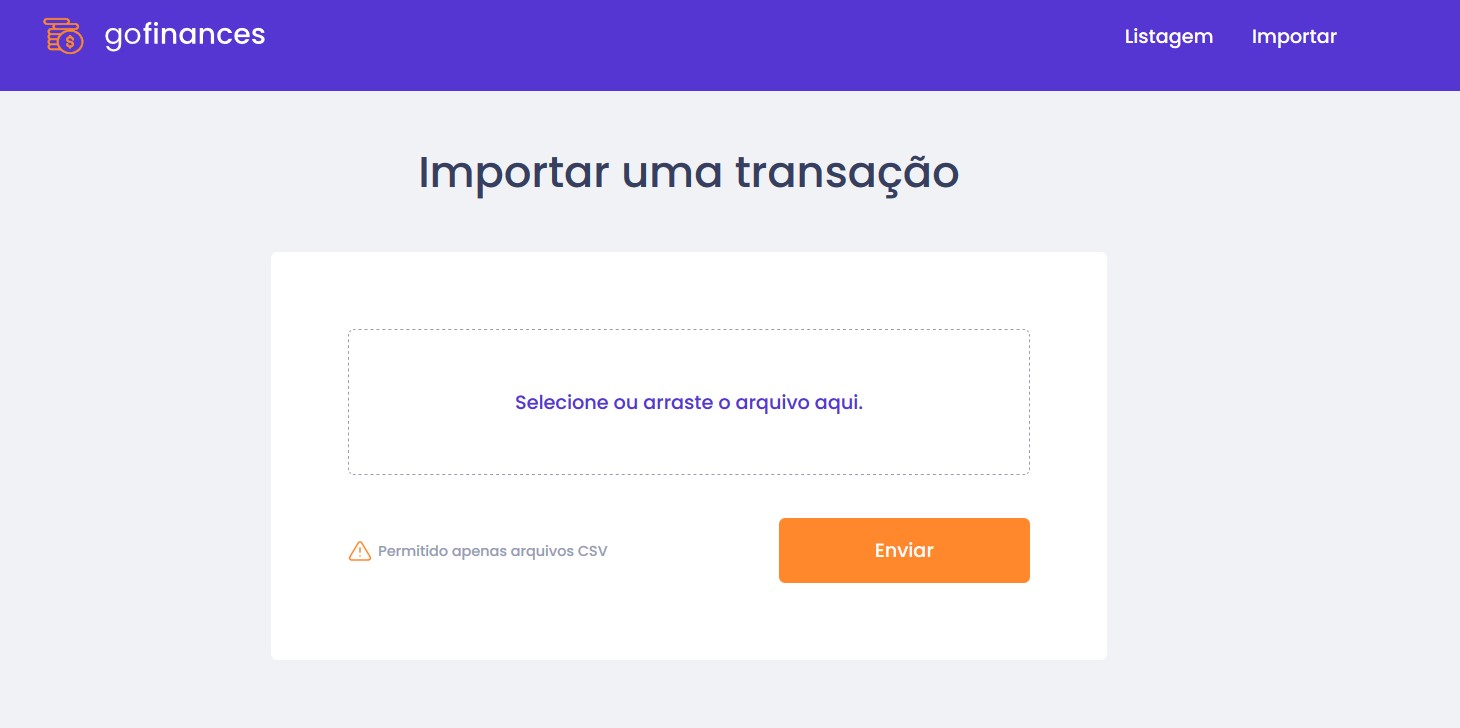 gofinances
Listagem
Importar
Importar uma transação
Selecione ou arraste o arquivo aqui.
Permitido apenas arquivos CSV
Enviar